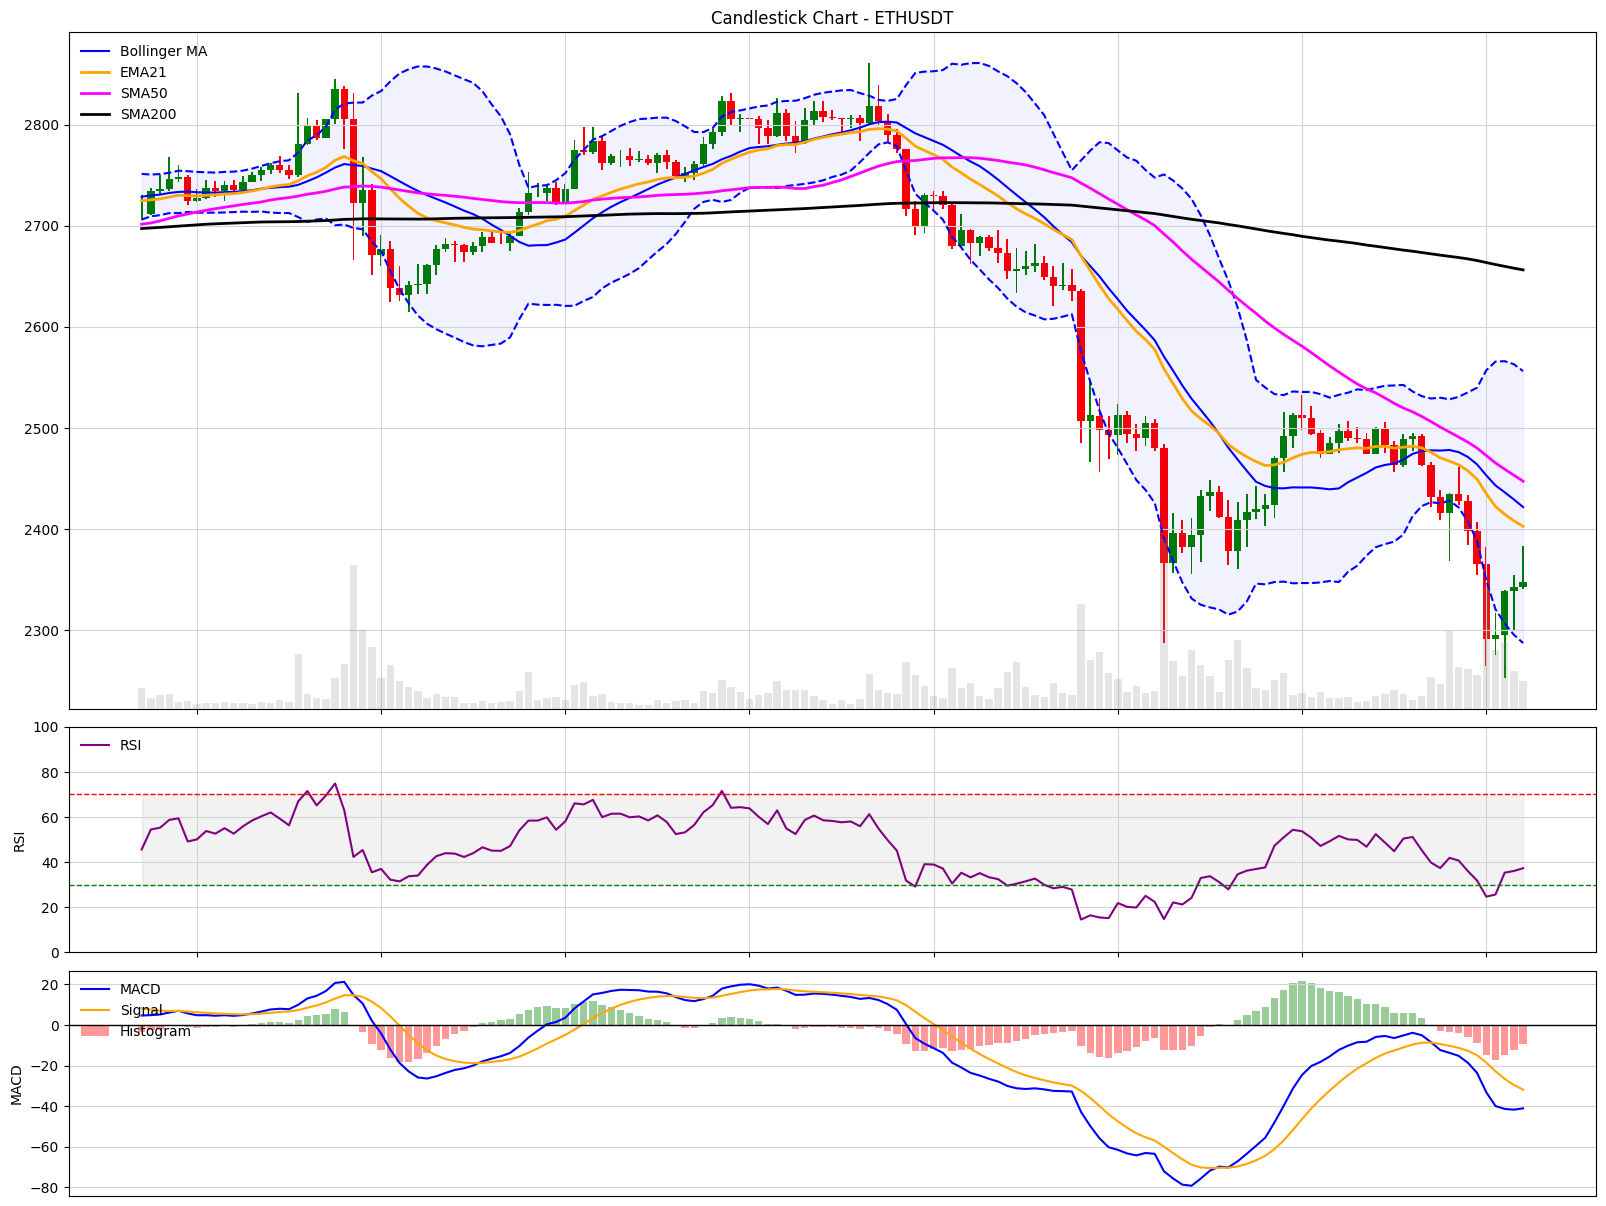 Candlestick Chart - ETHUSDT
Bollinger MA
EMA21
SMA50
SMA200
2800
2700
2600
2500
2400
2300
RSI
RSI
100
80
60
40
20
0
MACD
Signal
Histogram
MACD
20
0
−20
−40
−60
−80